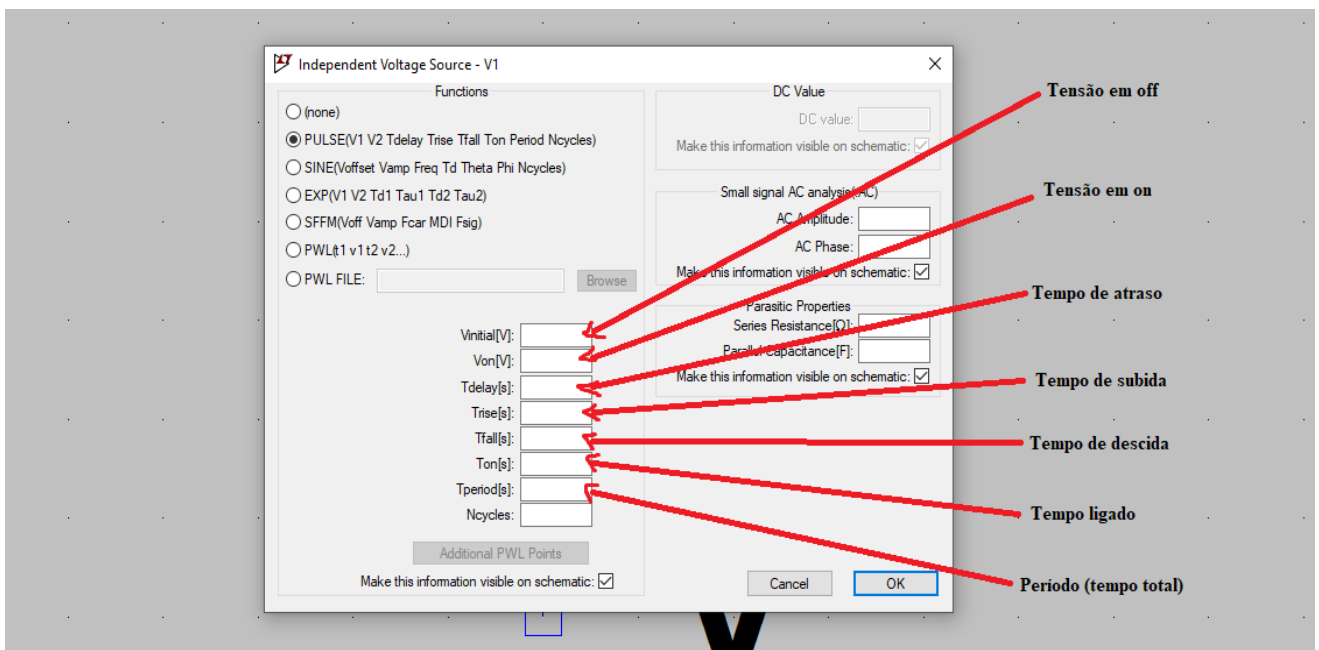 Independent Voltage Source - V1
Functions
(none)
PULSE(V1 V2 Tdelay Trise Tfall Ton Period Ncycles)
SINE(Voffset Vamp Freq Td Theta Phi Ncycles)
EXP(V1 V2 Td1 Tau1 Td2 Tau2)
SFFM(Voff Vamp Fcar MDI Fsig)
PWL(t1 v1 t2 v2...)
PWL FILE:
Browse
Vinitial[V]:
Von[V]:
Tdelay[s]:
Trise[s]:
Tfall[s]:
Ton[s]:
Tperiod[s]:
Ncycles:
Additional PWL Points
Make this information visible on schematic:
DC Value
DC value:
Make this information visible on schematic:
Small signal AC analysis(.AC)
AC Amplitude:
AC Phase:
Make this information visible on schematic:
Parasitic Properties
Series Resistance[Ω]:
Parallel Capacitance[F]:
Make this information visible on schematic:
Cancel
OK
Tensão em off
Tensão em on
Tempo de atraso
Tempo de subida
Tempo de descida
Tempo ligado
Período (tempo total)